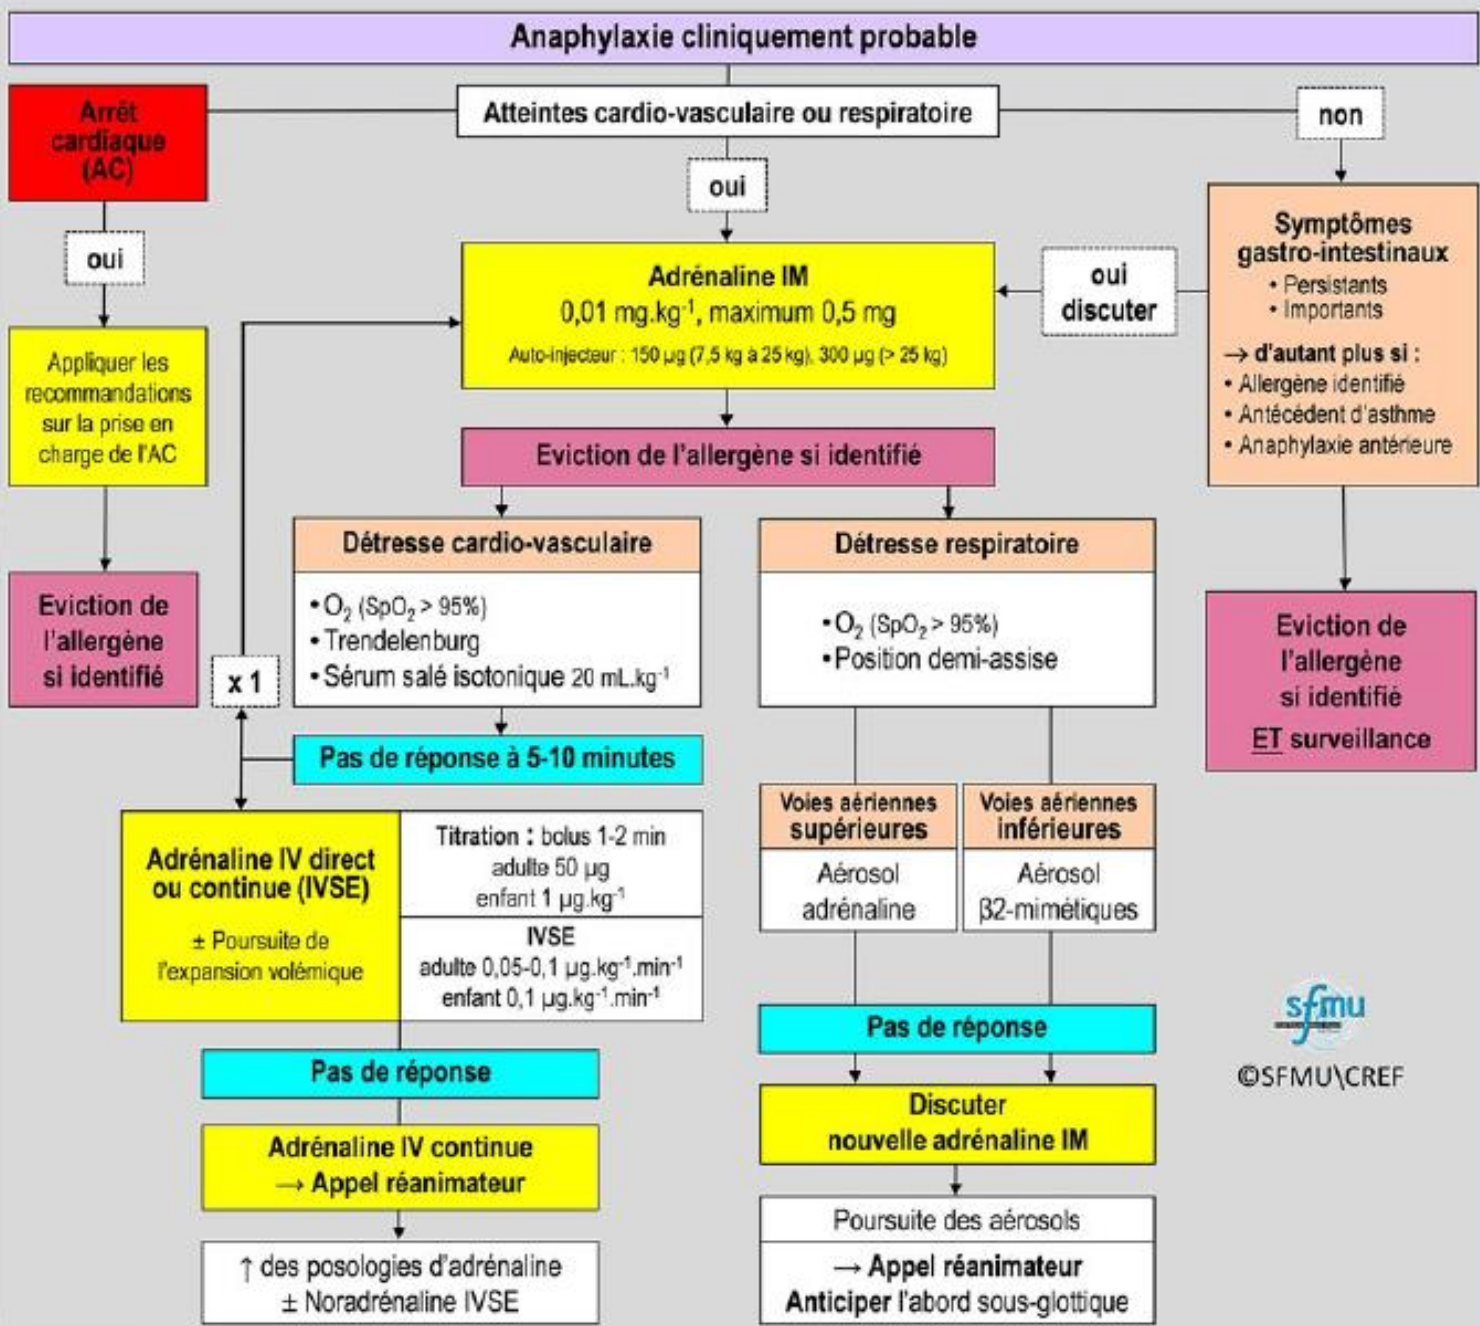 Anaphylaxie cliniquement probable
Arrêt
cardiaque
(AC)
Atteintes cardio-vasculaire ou respiratoire
non
oui
oui
Symptômes
gastro-intestinaux
• Persistants
• Importants
→ d'autant plus si :
• Allergène identifié
• Antécédent d'asthme
• Anaphylaxie antérieure
oui
discuter
Adrénaline IM
0,01 mg.kg⁻¹, maximum 0,5 mg
Auto-injecteur : 150 µg (7,5 kg à 25 kg), 300 µg (> 25 kg)
Appliquer les
recommandations
sur la prise en
charge de l'AC
Eviction de l'allergène si identifié
Eviction de
l'allergène
si identifié
Détresse cardio-vasculaire
• O₂ (SpO₂ > 95%)
• Trendelenburg
• Sérum salé isotonique 20 mL.kg⁻¹
Détresse respiratoire
• O₂ (SpO₂ > 95%)
• Position demi-assise
Eviction de
l'allergène
si identifié
ET surveillance
x 1
Pas de réponse à 5-10 minutes
Adrénaline IV direct
ou continue (IVSE)
± Poursuite de
l'expansion volémique
Titration : bolus 1-2 min
adulte 50 µg
enfant 1 µg.kg⁻¹
IVSE
adulte 0,05-0,1 µg.kg⁻¹.min⁻¹
enfant 0,1 µg.kg⁻¹.min⁻¹
Voies aériennes
supérieures
Aérosol
adrénaline
Voies aériennes
inférieures
Aérosol
β2-mimétiques
Pas de réponse
Adrénaline IV continue
→ Appel réanimateur
↑ des posologies d'adrénaline
± Noradrénaline IVSE
Pas de réponse
Discuter
nouvelle adrénaline IM
Poursuite des aérosols
→ Appel réanimateur
Anticiper l'abord sous-glottique
sfmu
©SFMU\CREF